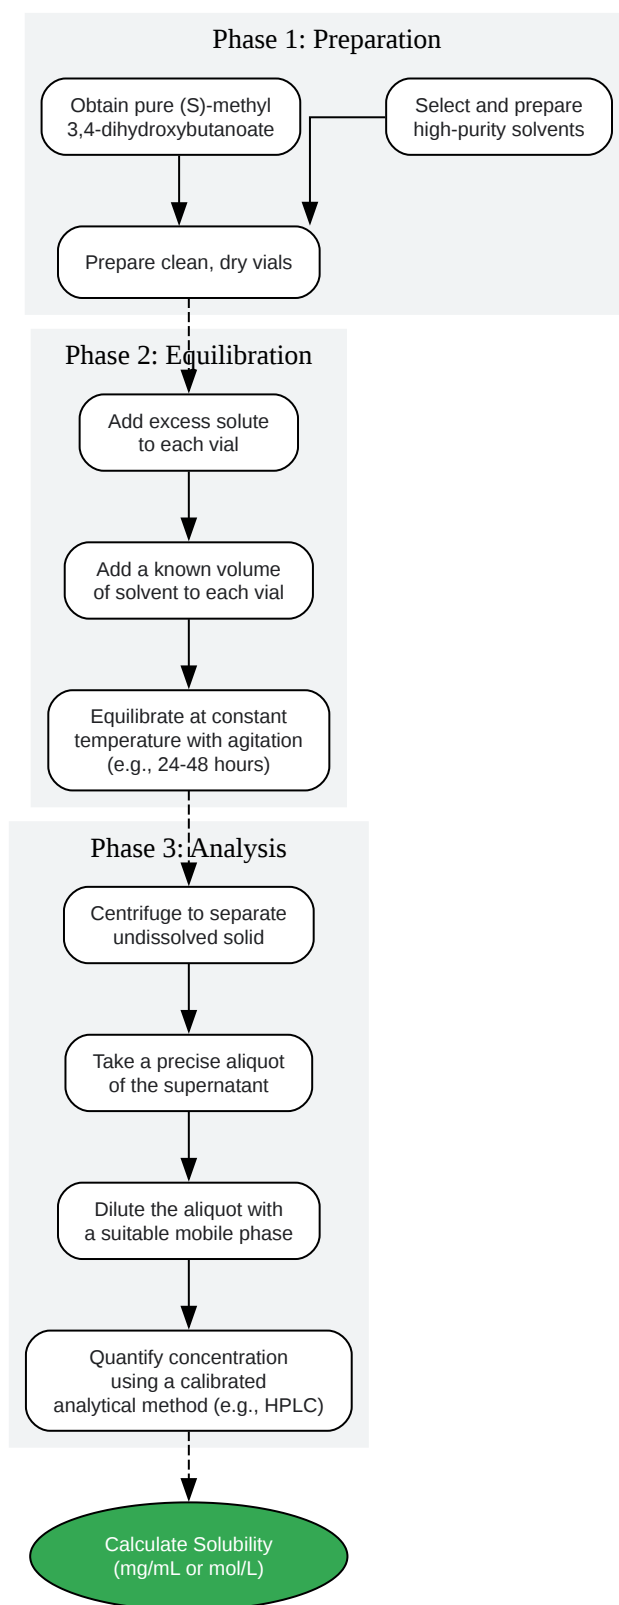 Phase 1: Preparation
Obtain pure (S)-methyl
3,4-dihydroxybutanoate
Select and prepare
high-purity solvents
Prepare clean, dry vials
Phase 2: Equilibration
Add excess solute
to each vial
Add a known volume
of solvent to each vial
Equilibrate at constant
temperature with agitation
(e.g., 24-48 hours)
Phase 3: Analysis
Centrifuge to separate
undissolved solid
Take a precise aliquot
of the supernatant
Dilute the aliquot with
a suitable mobile phase
Quantify concentration
using a calibrated
analytical method (e.g., HPLC)
Calculate Solubility
(mg/mL or mol/L)